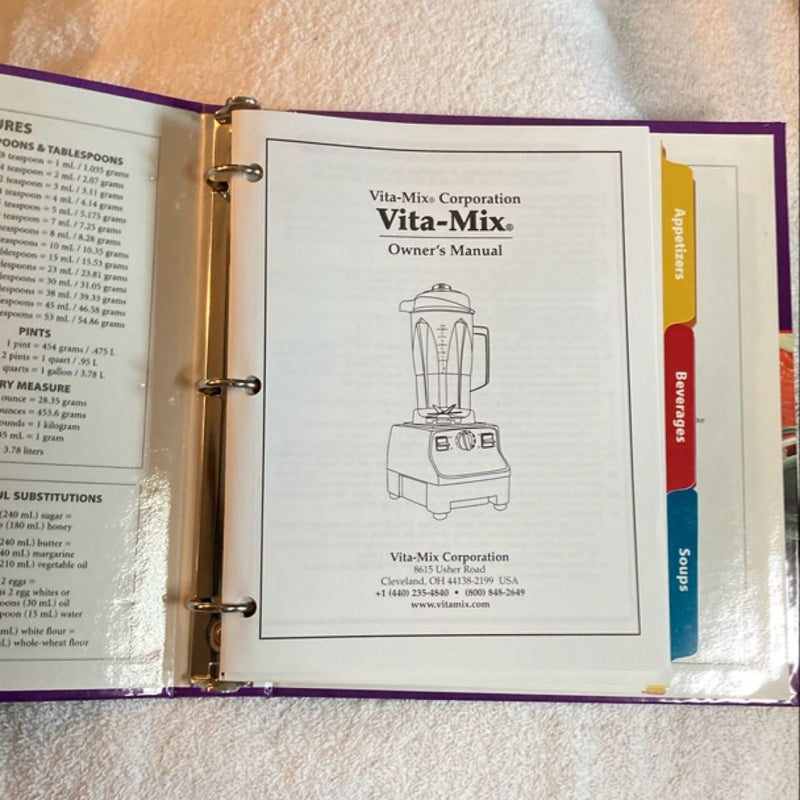 URES
POONS & TABLESPOONS
8 teaspoon = 1 mL / 1.035 grams
4 teaspoon = 2 mL / 2.07 grams
2 teaspoon = 3 mL / 3.11 grams
teaspoon = 4 mL / 4.14 grams
teaspoon = 5 mL / 5.175 grams
teaspoon = 7 mL / 7.25 grams
teaspoons = 8 mL / 8.28 grams
easpoons = 10 mL / 10.35 grams
blespoon = 15 mL / 15.53 grams
espoons = 23 mL / 23.81 grams
lespoons = 30 mL / 31.05 grams
espoons = 38 mL / 39.33 grams
espoons = 45 mL / 46.58 grams
espoons = 53 mL / 54.86 grams
PINTS
1 pint = 454 grams / .475 L
2 pints = 1 quart / .95 L
quarts = 1 gallon / 3.78 L
RY MEASURE
ounce = 28.35 grams
ounces = 453.6 grams
ounds = 1 kilogram
35 mL = 1 gram
3.78 liters
UL SUBSTITUTIONS
(240 mL) sugar =
(180 mL) honey
240 mL) butter =
40 mL) margarine
210 mL) vegetable oil
2 eggs =
s 2 egg whites or
poons (30 mL) oil
spoon (15 mL) water
mL) white flour =
L) whole-wheat flour
Vita-Mix® Corporation
Vita-Mix®
Owner's Manual
Vita-Mix Corporation
8615 Usher Road
Cleveland, OH 44138-2199 USA
+1 (440) 235-4840 • (800) 848-2649
www.vitamix.com
Appetizers
Beverages
Soups